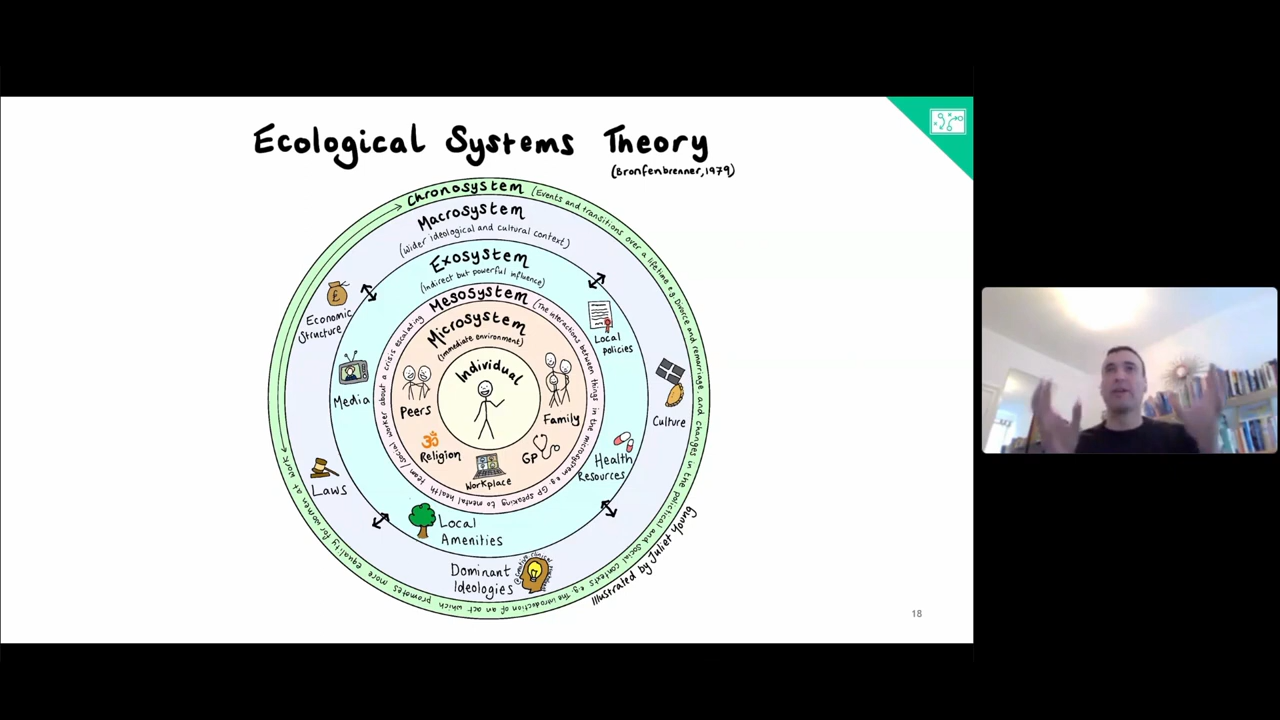 Ecological Systems Theory
(Bronfenbrenner, 1979)
Chronosystem (Events and transitions over a lifetime eg Divorce and remarriage, and changes in the political and social contexts e.g. The introduction of an act which promotes more equality for women at work
Macrosystem
(Wider ideological and cultural context)
Exosystem
(Indirect but powerful influence)
Mesosystem (The interactions between things in the microsystem e.g. GP speaking to mental health team / social worker about a crisis escalating
Microsystem
(immediate environment)
Individual
Peers
Family
ॐ
Religion
GP
Workplace
Economic
Structure
£
Local
policies
Media
Culture
Health
Resources
Laws
Local
Amenities
Dominant
Ideologies
Illustrated by Juliet Young
18